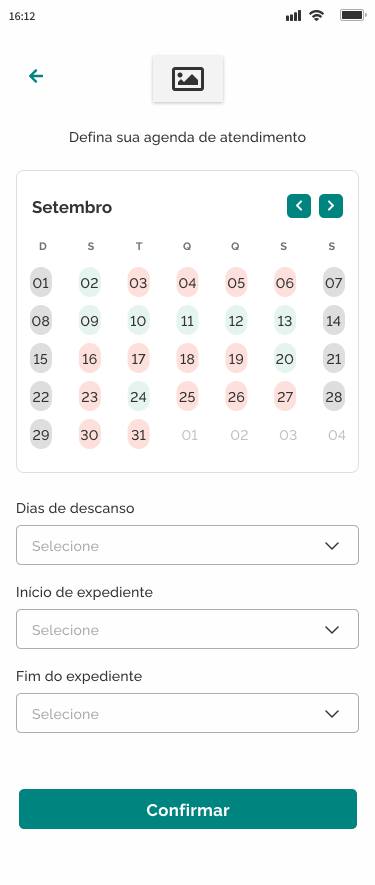 16:12
Defina sua agenda de atendimento
Setembro
D S T Q Q S S
01 02 03 04 05 06 07
08 09 10 11 12 13 14
15 16 17 18 19 20 21
22 23 24 25 26 27 28
29 30 31 01 02 03 04
Dias de descanso
Selecione
Início de expediente
Selecione
Fim do expediente
Selecione
Confirmar